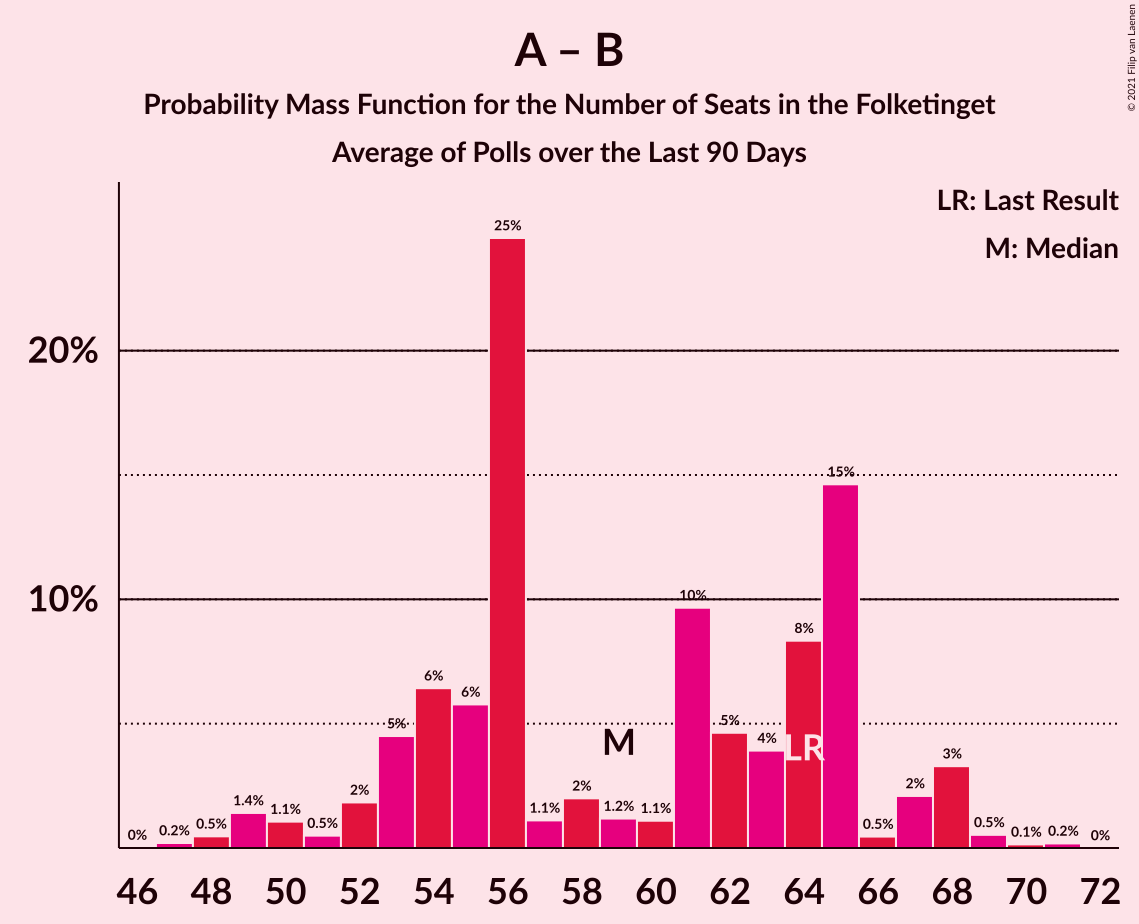 A – B
Probability Mass Function for the Number of Seats in the Folketinget
Average of Polls over the Last 90 Days
© 2021 Filip van Laenen
LR: Last Result
M: Median
20%
10%
0% 0.2% 0.5% 1.4% 1.1% 0.5% 2% 5% 6% 6% 25% 1.1% 2% 1.2% 1.1% 10% 5% 4% 8% 15% 0.5% 2% 3% 0.5% 0.1% 0.2% 0%
M LR
46 48 50 52 54 56 58 60 62 64 66 68 70 72